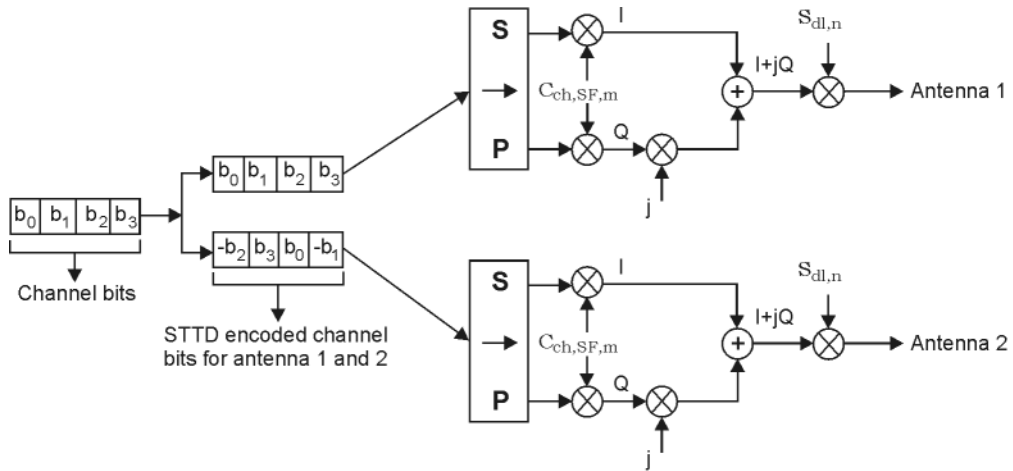 b0 b1 b2 b3
Channel bits
b0 b1 b2 b3
-b2 b3 b0 -b1
STTD encoded channel
bits for antenna 1 and 2
S
P
Cch,SF,m
I
Q
j
I+jQ
Sdl,n
Antenna 1
S
P
Cch,SF,m
I
Q
j
I+jQ
Sdl,n
Antenna 2